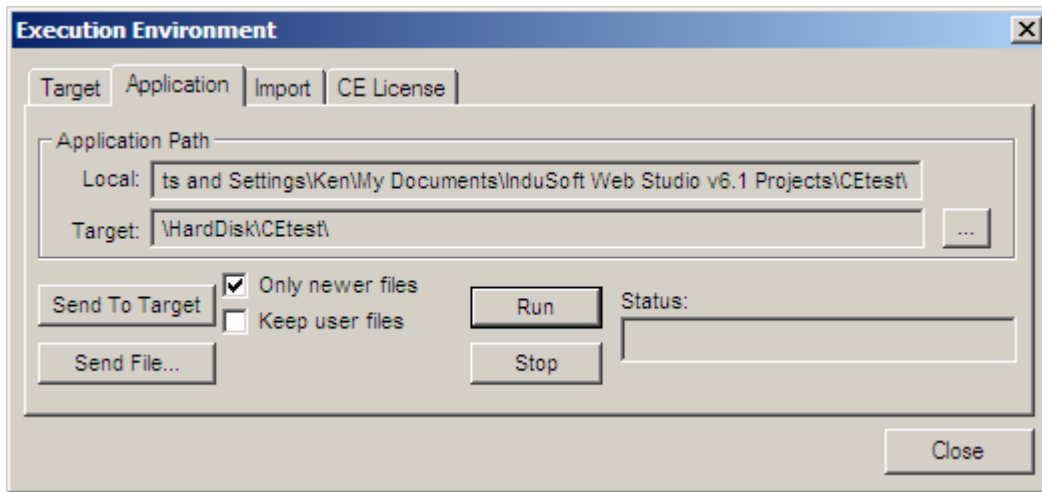 Execution Environment
Target Application Import CE License
Application Path
Local: ts and Settings\Ken\My Documents\InduSoft Web Studio v6.1 Projects\CEtest\
Target: \HardDisk\CEtest\ ...
Send To Target Only newer files Run Status:
Keep user files
Send File... Stop
Close